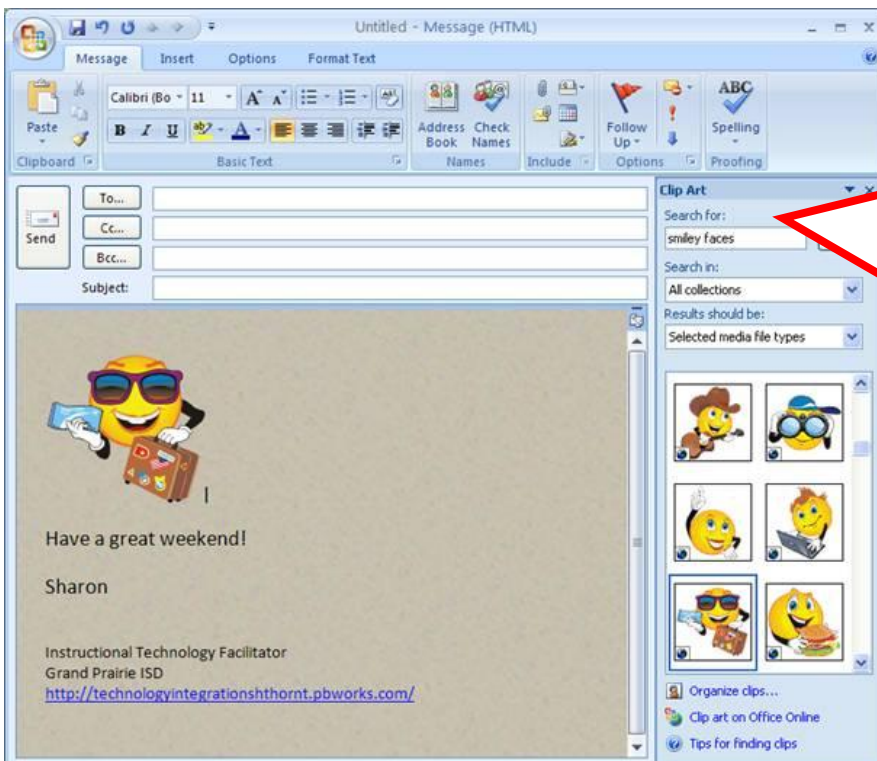 Untitled - Message (HTML)
Message Insert Options Format Text
Calibri (Bo 11 A A
Paste B I U ab A Address Book Check Names Follow Up ABC Spelling
Clipboard Basic Text Names Include Options Proofing
Clip Art
To...
Search for:
Send Cc... smiley faces
Bcc... Search in:
Subject: All collections
Results should be:
Selected media file types
Have a great weekend!
Sharon
Instructional Technology Facilitator
Grand Prairie ISD
http://technologyintegrationshthornt.pbworks.com/
Organize clips...
Clip art on Office Online
Tips for finding clips